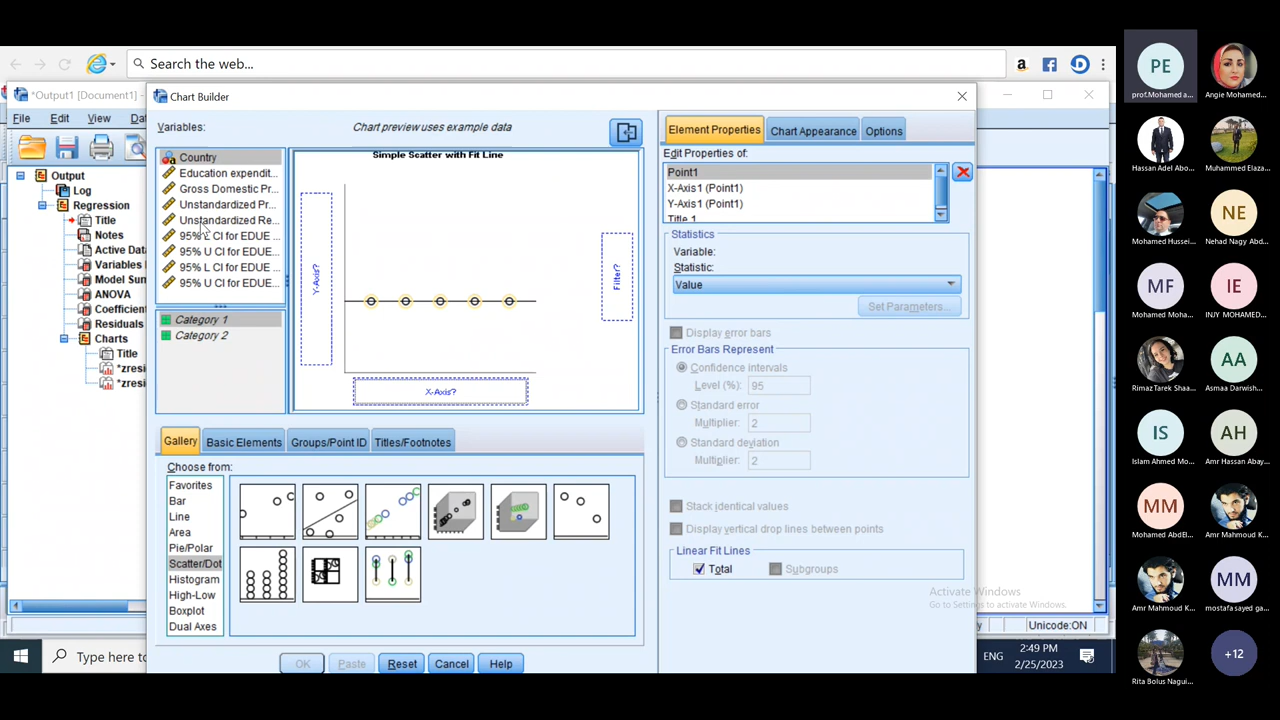 Search the web...
*Output1 [Document1] -
Chart Builder
File Edit View Da
Variables:
Chart preview uses example data
Country
Education expendit...
Gross Domestic Pr...
Unstandardized Pr...
Unstandardized Re...
95% L CI for EDUE ...
95% U CI for EDUE...
95% L CI for EDUE ...
95% U CI for EDUE...
Category 1
Category 2
Simple Scatter with Fit Line
Y-Axis?
Filter?
X-Axis?
Element Properties
Chart Appearance
Options
Edit Properties of:
Point1
X-Axis1 (Point1)
Y-Axis1 (Point1)
Title 1
Statistics
Variable:
Statistic:
Value
Set Parameters...
Display error bars
Error Bars Represent
Confidence intervals
Level (%): 95
Standard error
Multiplier: 2
Standard deviation
Multiplier: 2
Stack identical values
Display vertical drop lines between points
Linear Fit Lines
Total
Subgroups
Output
Log
Regression
Title
Notes
Active Data
Variables
Model Sum
ANOVA
Coefficien
Residuals
Charts
Title
*zresi
*zresi
Gallery
Basic Elements
Groups/Point ID
Titles/Footnotes
Choose from:
Favorites
Bar
Line
Area
Pie/Polar
Scatter/Dot
Histogram
High-Low
Boxplot
Dual Axes
OK
Paste
Reset
Cancel
Help
Activate Windows
Go to Settings to activate Windows.
Unicode:ON
Type here to
ENG
2:49 PM
2/25/2023
PE
prof.Mohamed a...
Angie Mohamed...
Hassan Adel Abo...
Muhammed Elaza...
Mohamed Hussei...
NE
Nehad Nagy Abd...
MF
Mohamed Moha...
IE
INJY MOHAMED...
Rimaz Tarek Shaa...
AA
Asmaa Darwish...
IS
Islam Ahmed Mo...
AH
Amr Hassan Abay...
MM
Mohamed AbdEl...
Amr Mahmoud K...
Amr Mahmoud K...
MM
mostafa sayed ga...
Rita Bolus Nagui...
+12